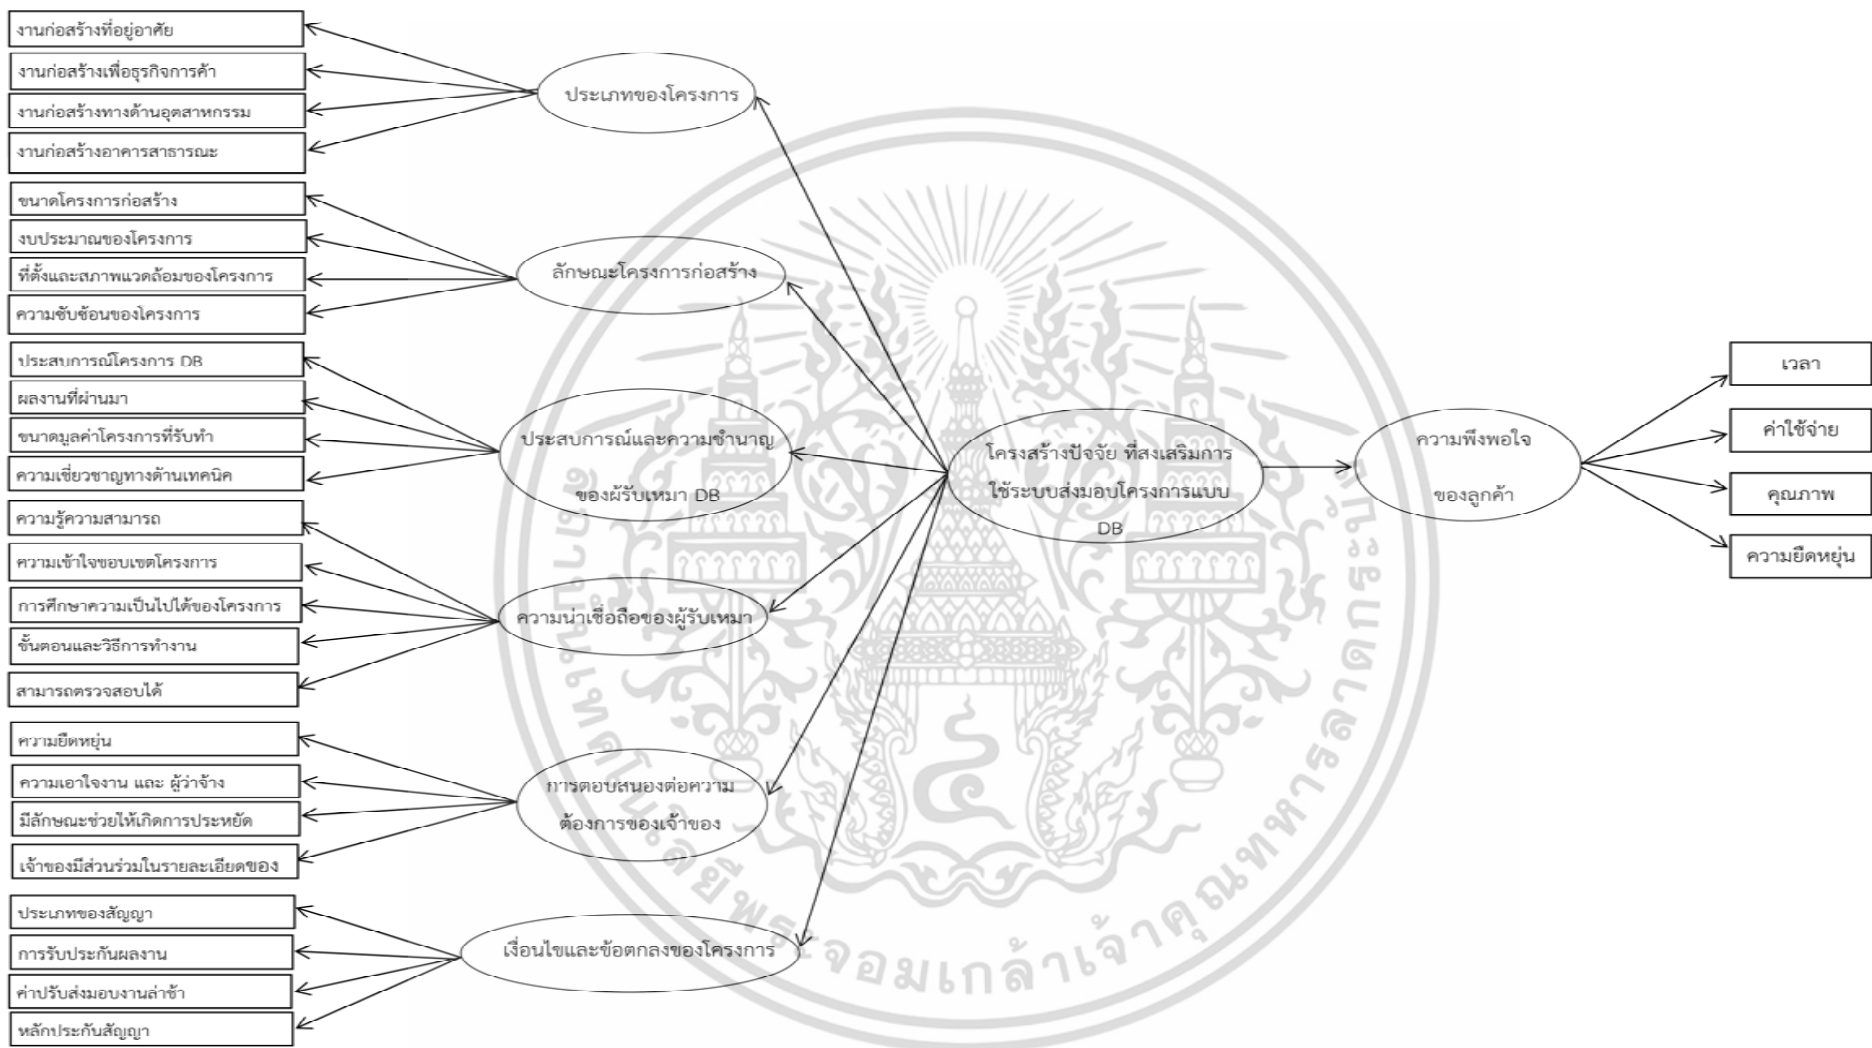 งานก่อสร้างที่อยู่อาศัย
งานก่อสร้างเพื่อธุรกิจการค้า
งานก่อสร้างทางด้านอุตสาหกรรม
งานก่อสร้างอาคารสาธารณะ
ประเภทของโครงการ
ขนาดโครงการก่อสร้าง
งบประมาณของโครงการ
ที่ตั้งและสภาพแวดล้อมของโครงการ
ความซับซ้อนของโครงการ
ลักษณะโครงการก่อสร้าง
ประสบการณ์โครงการ DB
ผลงานที่ผ่านมา
ขนาดมูลค่าโครงการที่รับทำ
ความเชี่ยวชาญทางด้านเทคนิค
ประสบการณ์และความชำนาญ
ของผู้รับเหมา DB
ความรู้ความสามารถ
ความเข้าใจขอบเขตโครงการ
การศึกษาความเป็นไปได้ของโครงการ
ขั้นตอนและวิธีการทำงาน
สามารถตรวจสอบได้
ความน่าเชื่อถือของผู้รับเหมา
ความยืดหยุ่น
ความเอาใจงาน และ ผู้ว่าจ้าง
มีลักษณะช่วยให้เกิดการประหยัด
เจ้าของมีส่วนร่วมในรายละเอียดของ
การตอบสนองต่อความ
ต้องการของเจ้าของ
ประเภทของสัญญา
การรับประกันผลงาน
ค่าปรับส่งมอบงานล่าช้า
หลักประกันสัญญา
เงื่อนไขและข้อตกลงของโครงการ
โครงสร้างปัจจัย ที่สงเสริมการ
ใช้ระบบส่งมอบโครงการแบบ
DB
ความพึงพอใจ
ของลูกค้า
เวลา
ค่าใช้จ่าย
คุณภาพ
ความยืดหยุ่น
สถาบันเทคโนโลยีพระจอมเกล้าเจ้าคุณทหารลาดกระบัง